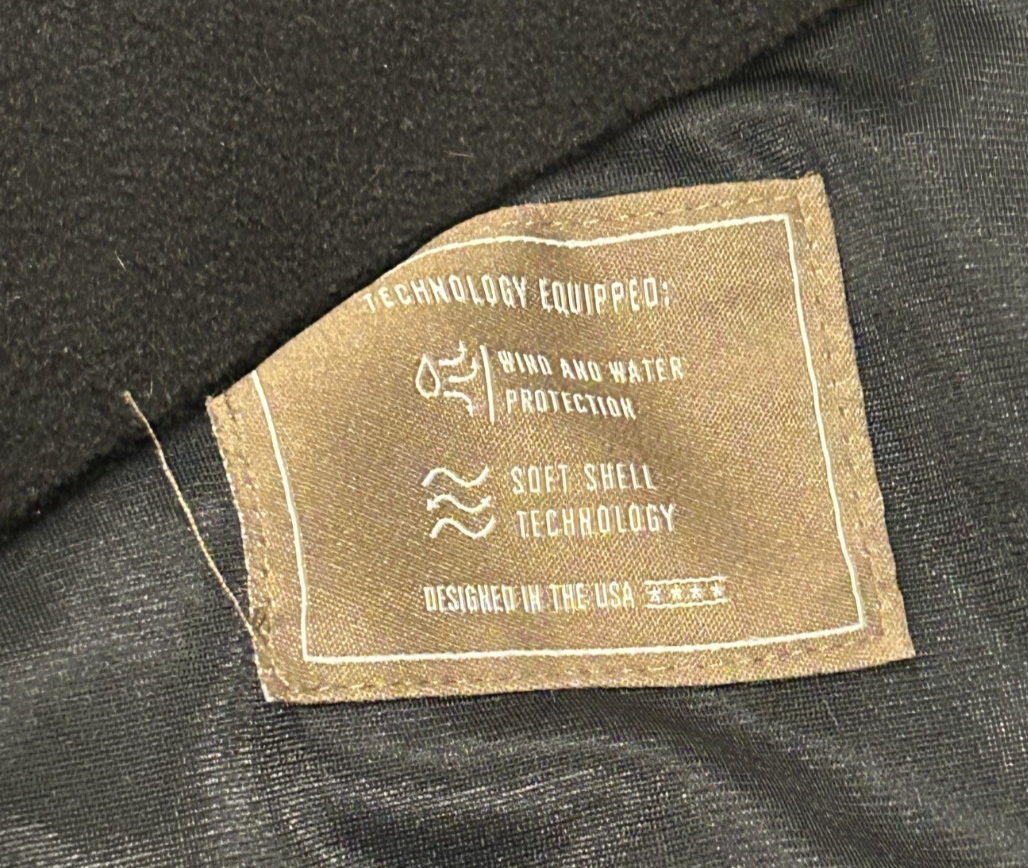 TECHNOLOGY EQUIPPED:
WIND AND WATER
PROTECTION
SOFT SHELL
TECHNOLOGY
DESIGNED IN THE USA